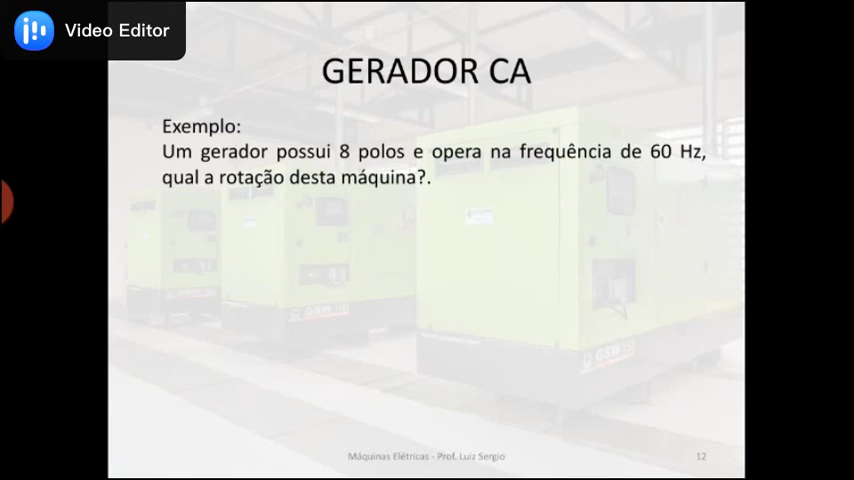 Video Editor
GERADOR CA
Exemplo:
Um gerador possui 8 polos e opera na frequência de 60 Hz,
qual a rotação desta máquina?.
Máquinas Elétricas - Prof. Luiz Sergio
12